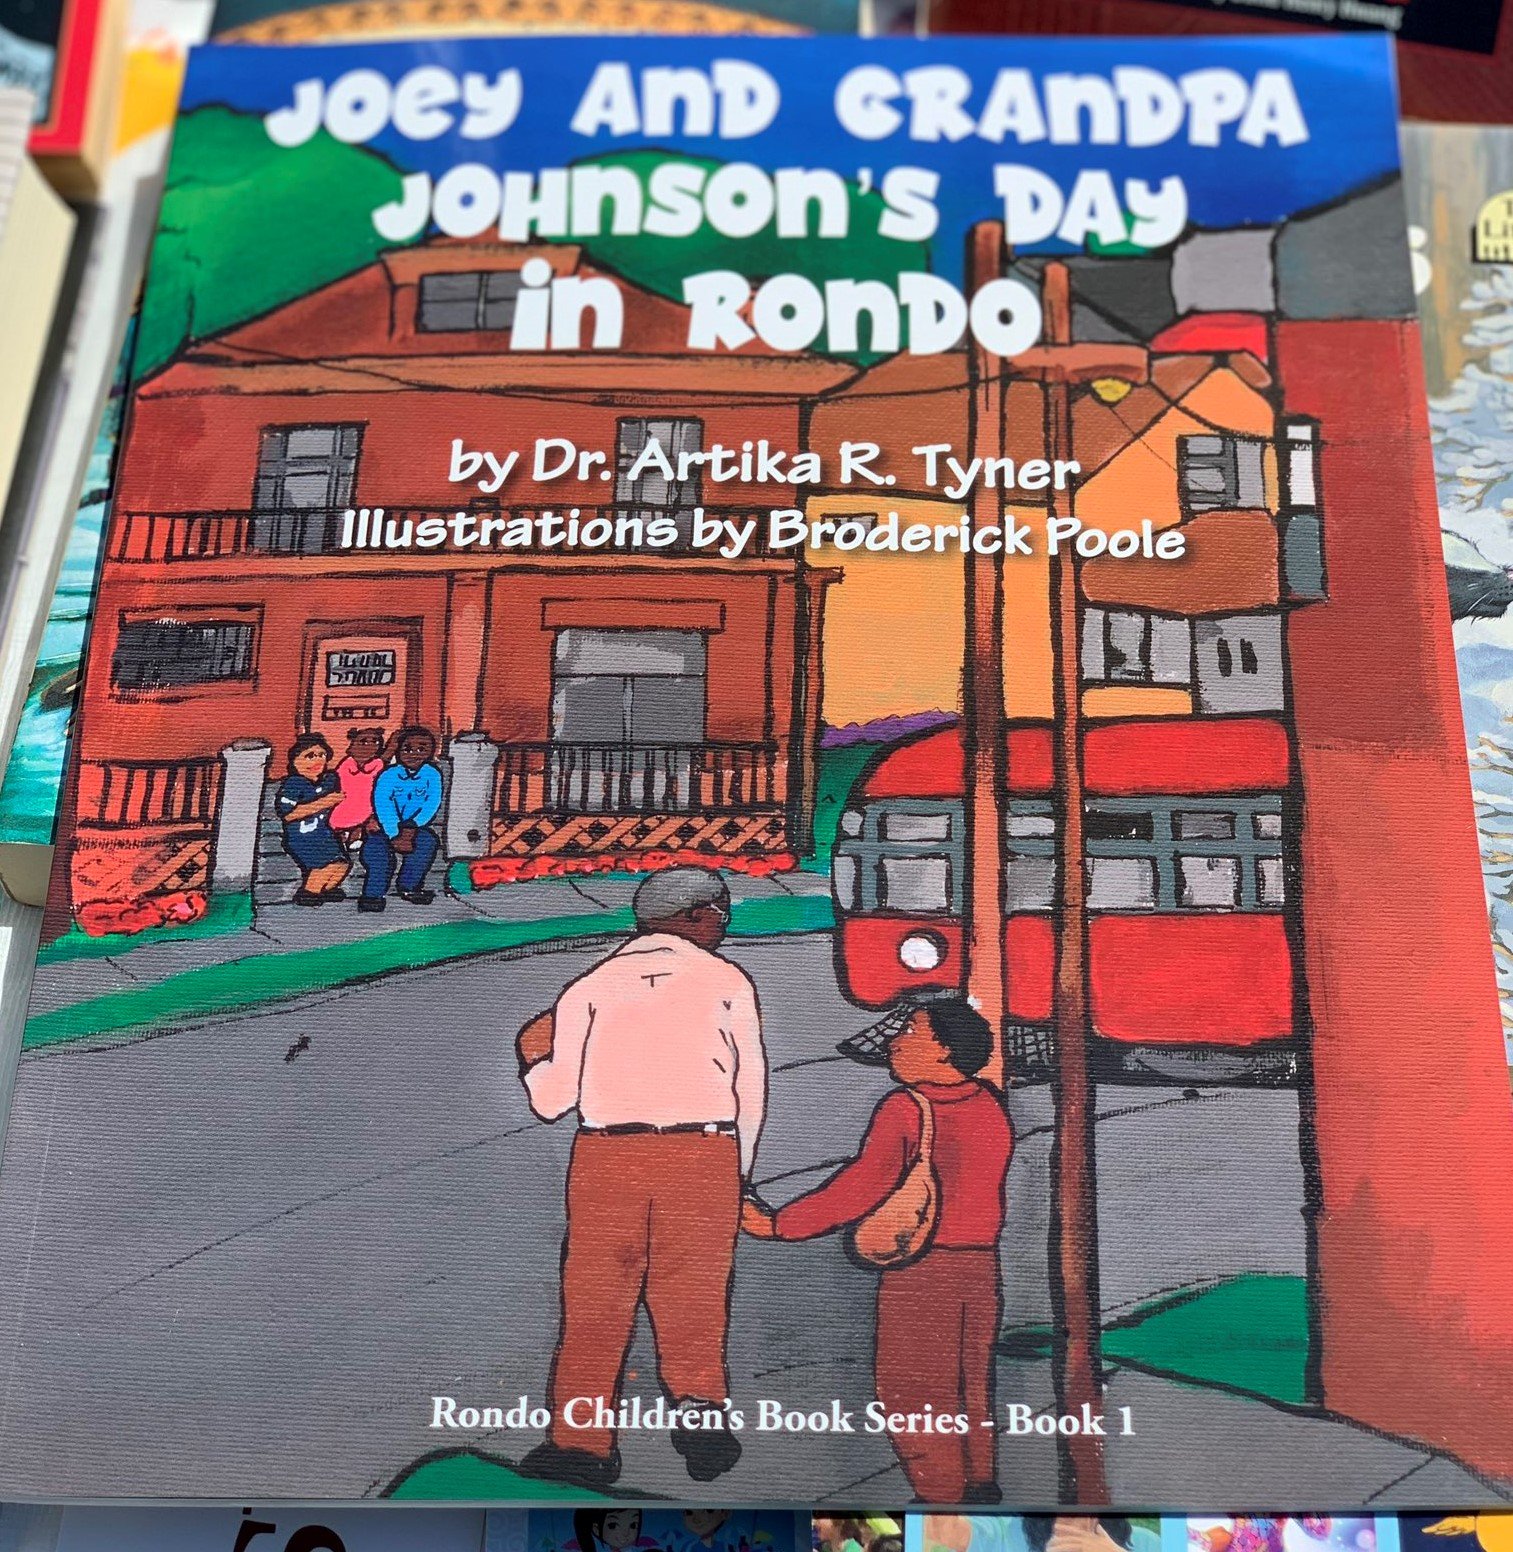 JOEY AND GRANDPA
JOHNSON'S DAY
in RONDO
by Dr. Artika R. Tyner
Illustrations by Broderick Poole
Rondo Children's Book Series - Book 1